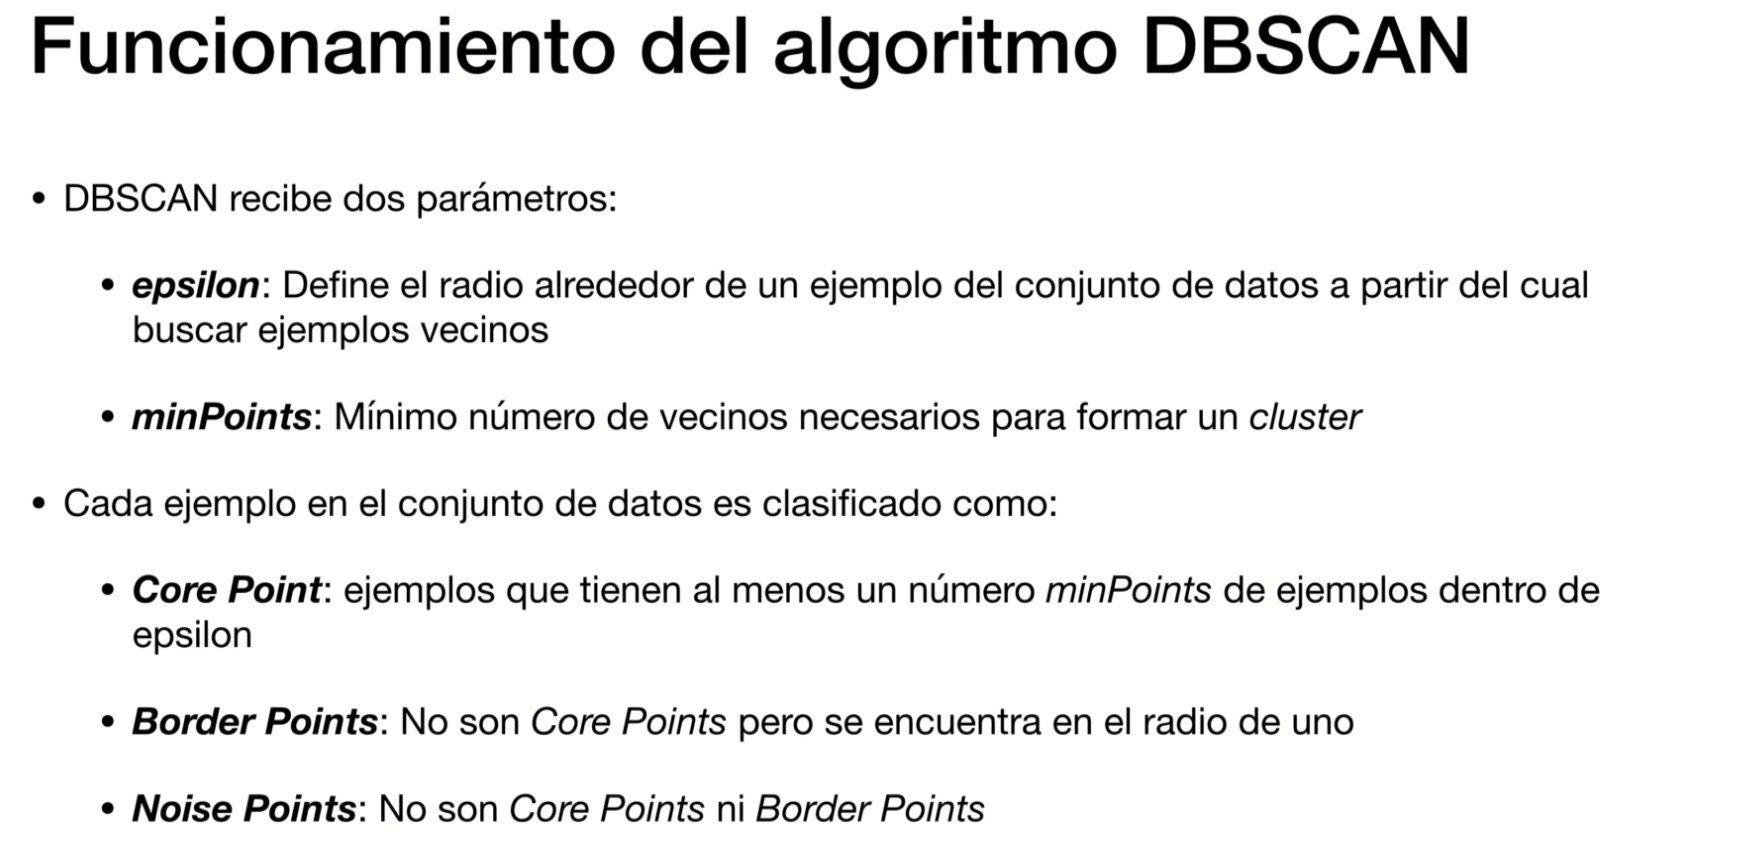 Funcionamiento del algoritmo DBSCAN
• DBSCAN recibe dos parámetros:
• epsilon: Define el radio alrededor de un ejemplo del conjunto de datos a partir del cual
buscar ejemplos vecinos
• minPoints: Mínimo número de vecinos necesarios para formar un cluster
• Cada ejemplo en el conjunto de datos es clasificado como:
• Core Point: ejemplos que tienen al menos un número minPoints de ejemplos dentro de
epsilon
• Border Points: No son Core Points pero se encuentra en el radio de uno
• Noise Points: No son Core Points ni Border Points